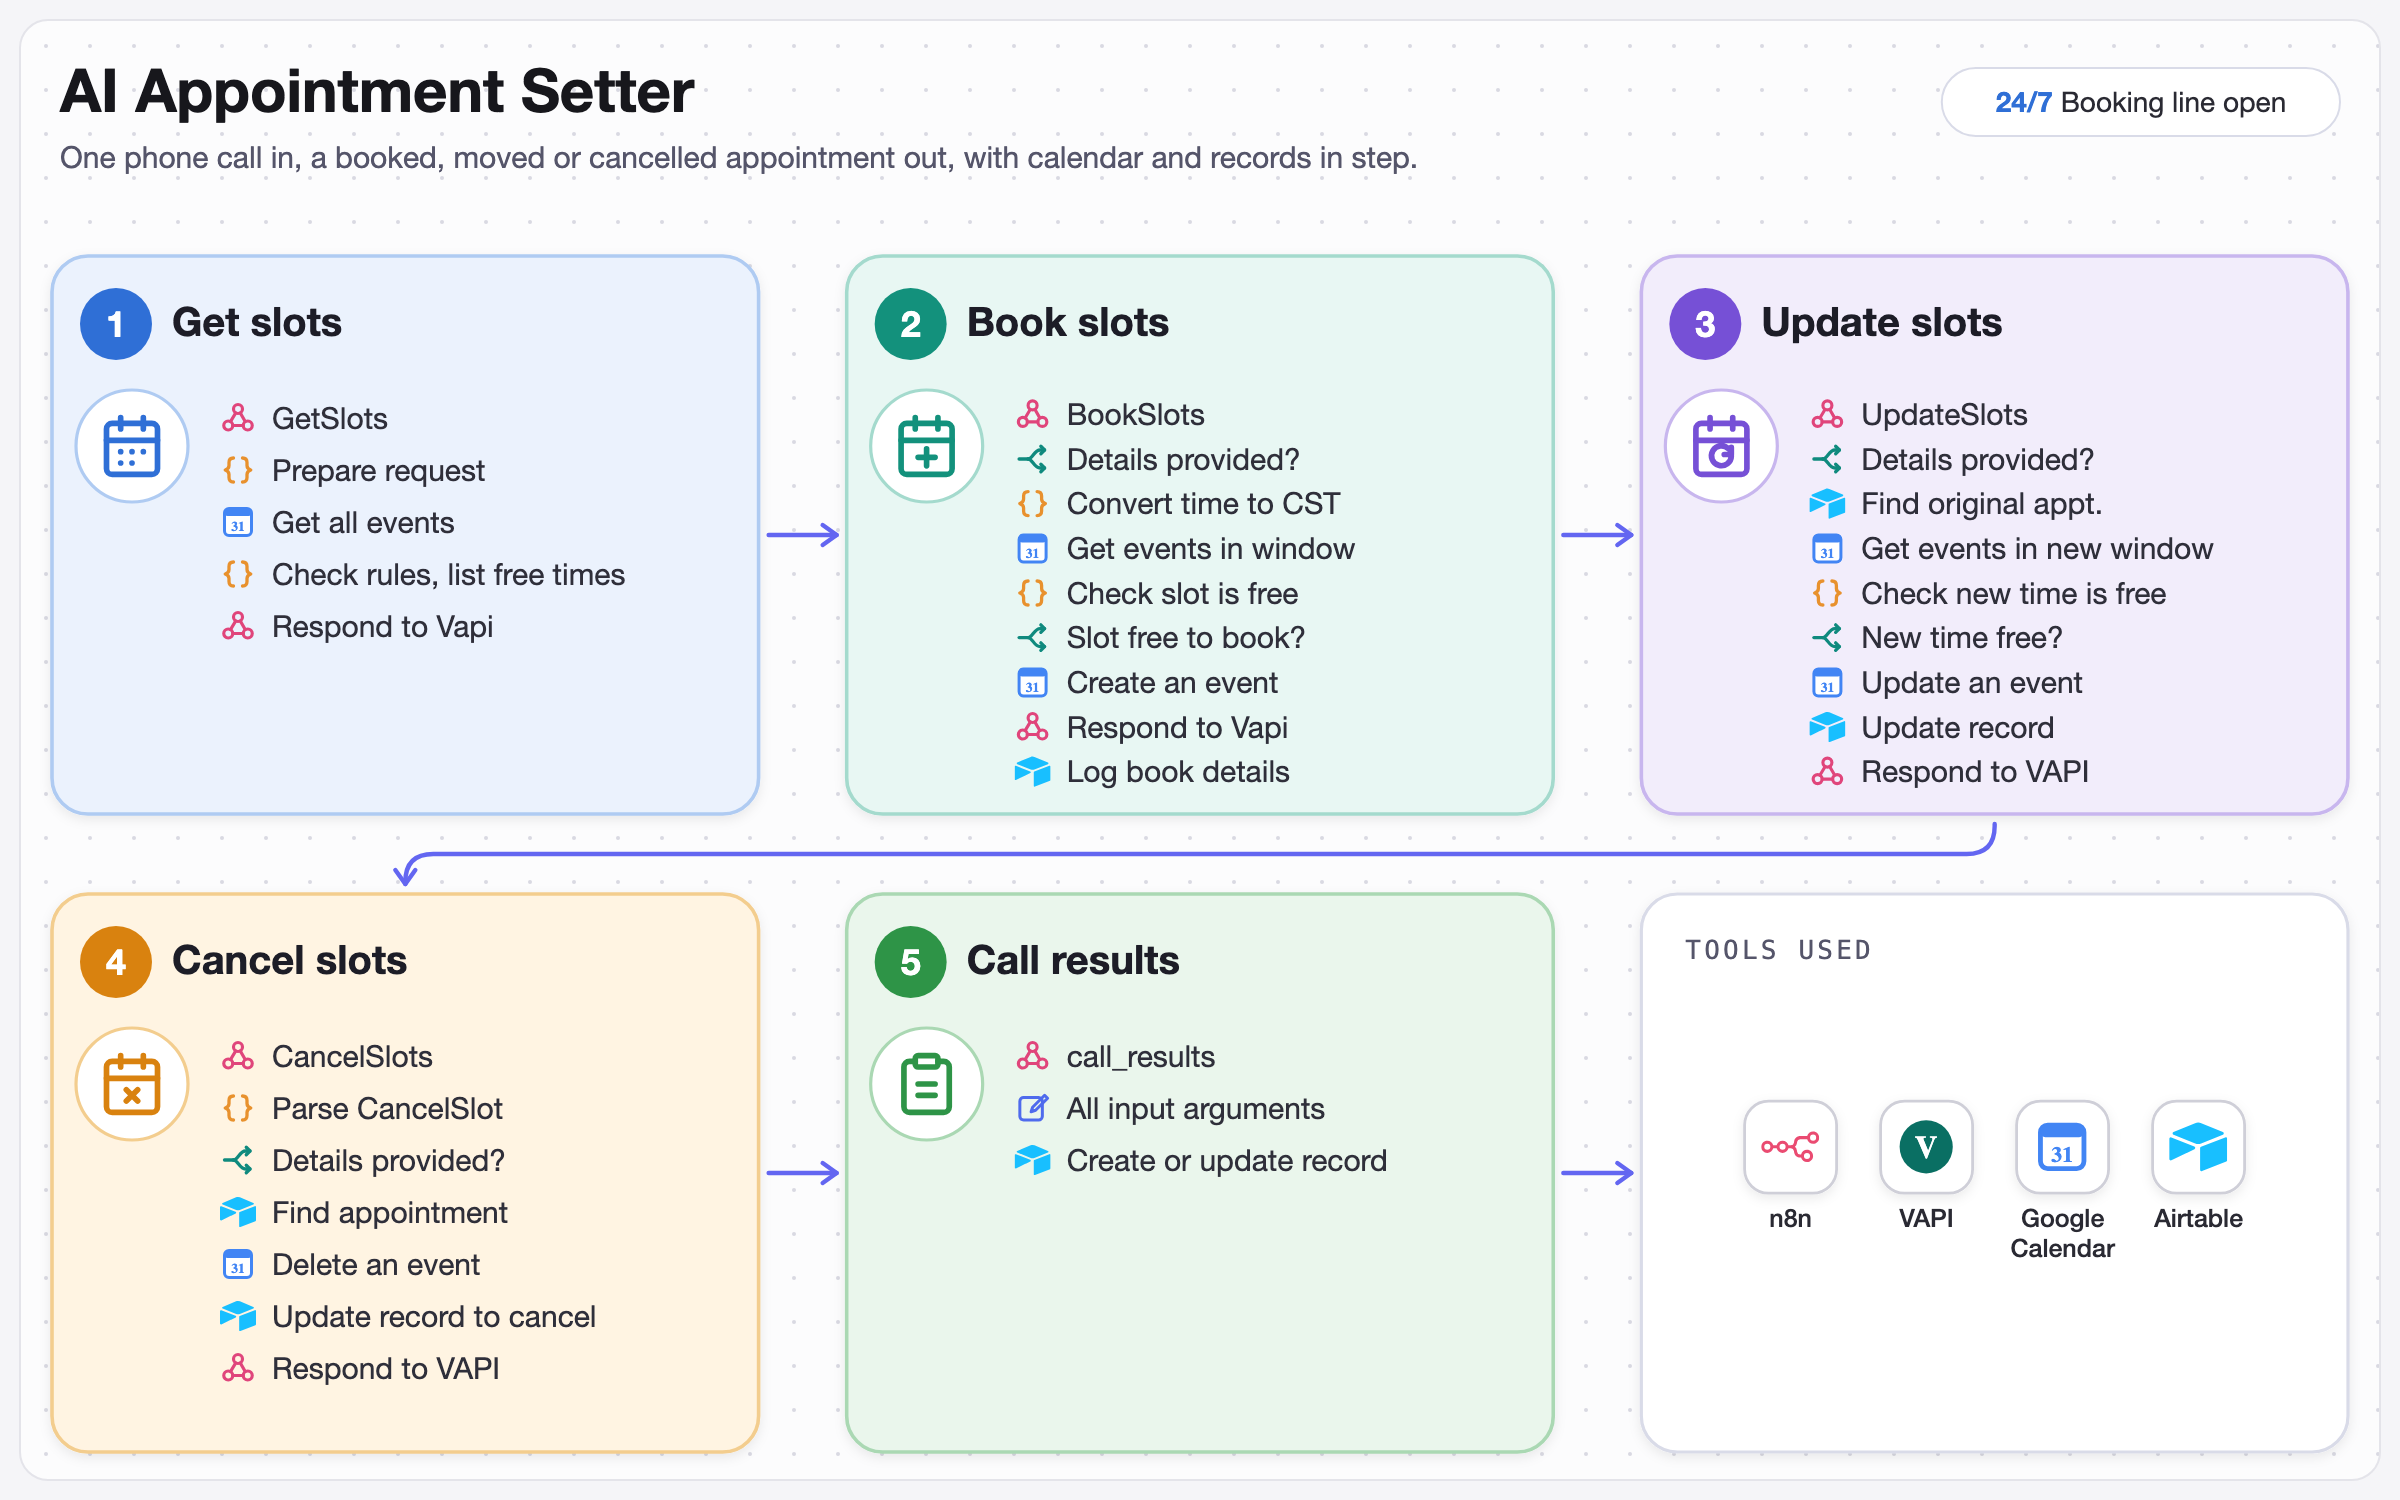 AI Appointment Setter
24/7 Booking line open
One phone call in, a booked, moved or cancelled appointment out, with calendar and records in step.
1 Get slots
GetSlots
Prepare request
31 Get all events
Check rules, list free times
Respond to Vapi
2 Book slots
BookSlots
Details provided?
Convert time to CST
31 Get events in window
Check slot is free
Slot free to book?
31 Create an event
Respond to Vapi
Log book details
3 Update slots
UpdateSlots
Details provided?
Find original appt.
31 Get events in new window
Check new time is free
New time free?
31 Update an event
Update record
Respond to VAPI
4 Cancel slots
CancelSlots
Parse CancelSlot
Details provided?
Find appointment
31 Delete an event
Update record to cancel
Respond to VAPI
5 Call results
call_results
All input arguments
Create or update record
TOOLS USED
V
31
n8n
VAPI
Google
Calendar
Airtable